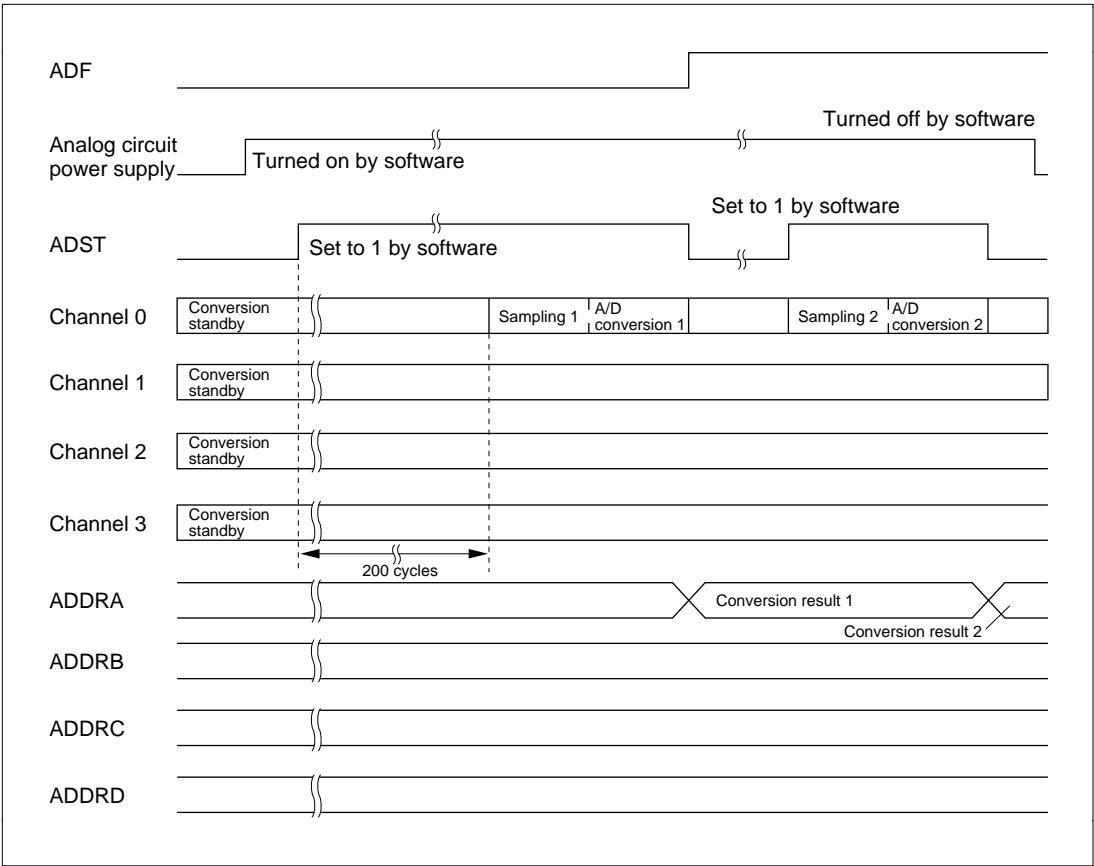 ADF
Turned off by software
Analog circuit
power supply
Turned on by software
Set to 1 by software
ADST
Set to 1 by software
Channel 0
Conversion
standby
Sampling 1
A/D
conversion 1
Sampling 2
A/D
conversion 2
Channel 1
Conversion
standby
Channel 2
Conversion
standby
Channel 3
Conversion
standby
200 cycles
ADDRA
Conversion result 1
Conversion result 2
ADDRB
ADDRC
ADDRD